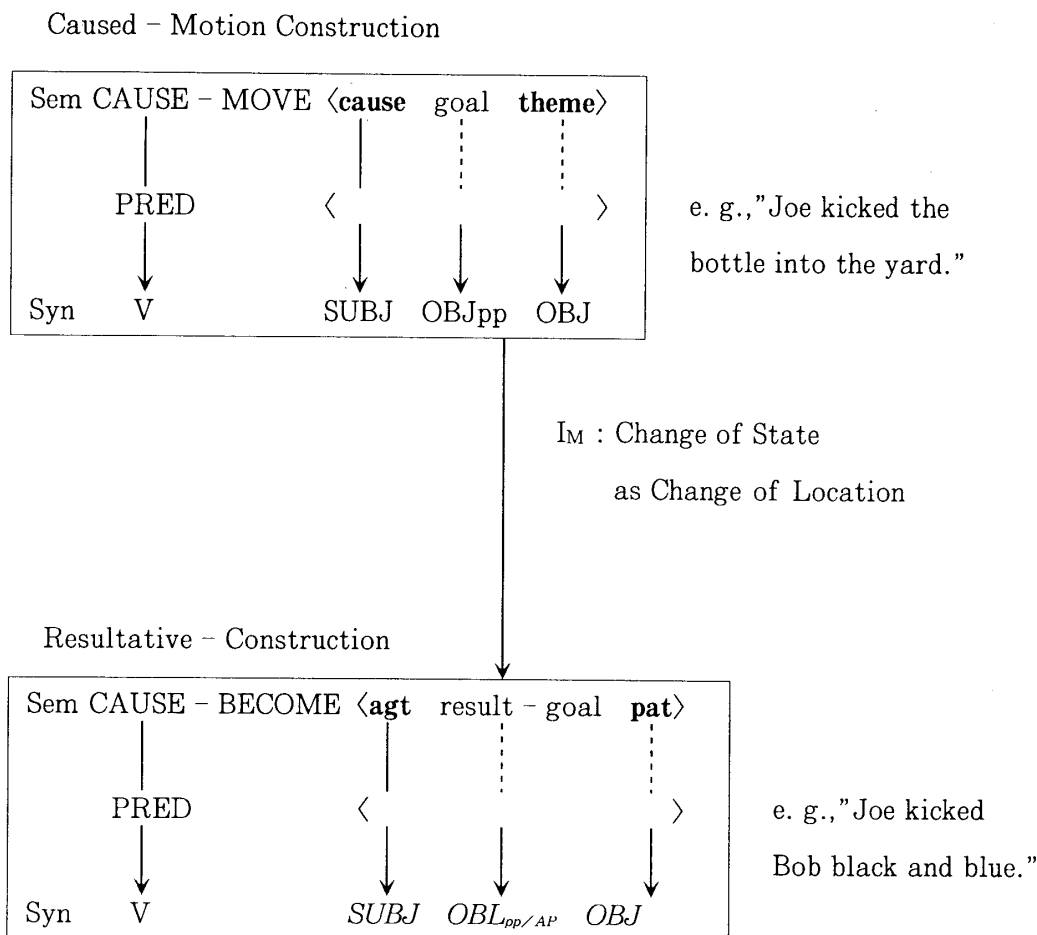 Caused - Motion Construction
Sem CAUSE - MOVE ⟨cause goal theme⟩
PRED ⟨ ⟩
Syn V SUBJ OBJpp OBJ
e. g.,"Joe kicked the
bottle into the yard."
IM : Change of State
as Change of Location
Resultative - Construction
Sem CAUSE - BECOME ⟨agt result - goal pat⟩
PRED ⟨ ⟩
Syn V SUBJ OBLpp/AP OBJ
e. g.,"Joe kicked
Bob black and blue."